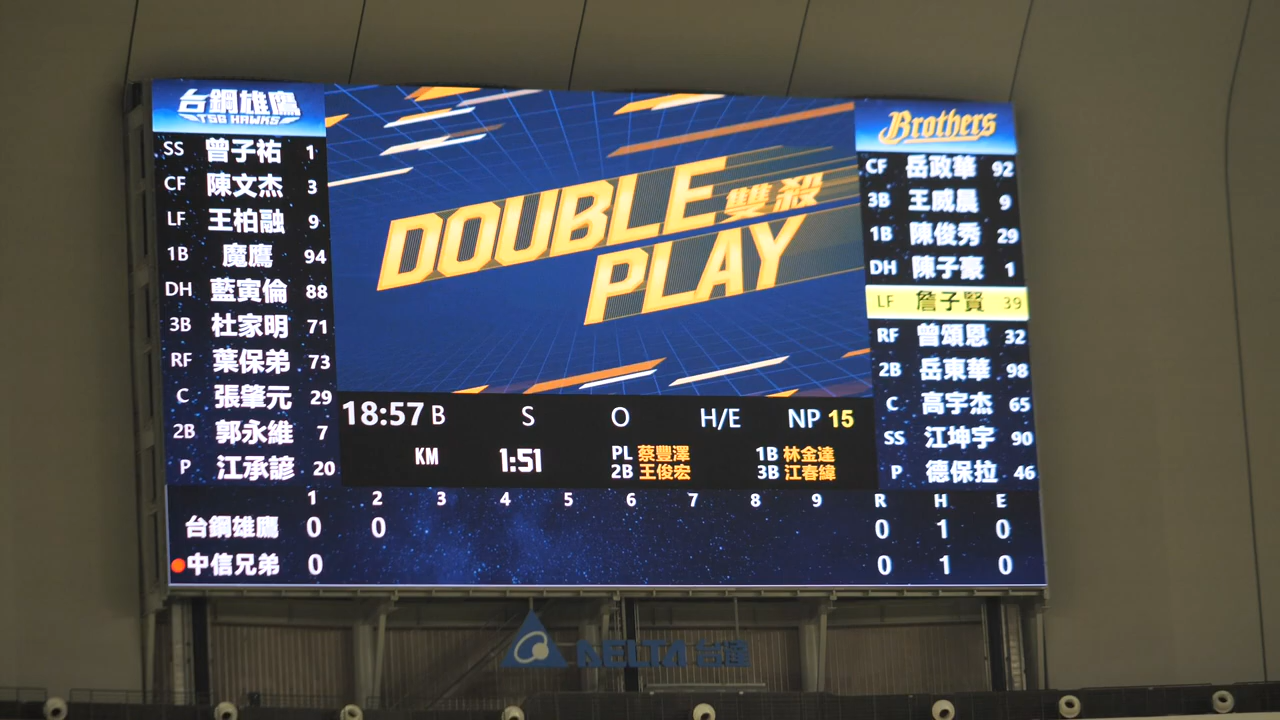 台鋼雄鷹
TSG HAWKS
SS 曾子祐 1
CF 陳文杰 3
LF 王柏融 9
1B 魔鷹 94
DH 藍寅倫 88
3B 杜家明 71
RF 葉保弟 73
C 張肇元 29
2B 郭永維 7
P 江承諺 20
DOUBLE 雙殺
PLAY
Brothers
CF 岳政華 92
3B 王威晨 9
1B 陳俊秀 29
DH 陳子豪 1
LF 詹子賢 39
RF 曾頌恩 32
2B 岳東華 98
C 高宇杰 65
SS 江坤宇 90
P 德保拉 46
18:57 B S O H/E NP 15
KM 1:51
PL 蔡豐澤 1B 林金達
2B 王俊宏 3B 江春緯
1 2 3 4 5 6 7 8 9 R H E
台鋼雄鷹 0 0 0 1 0
中信兄弟 0 0 1 0
DELTA 台達